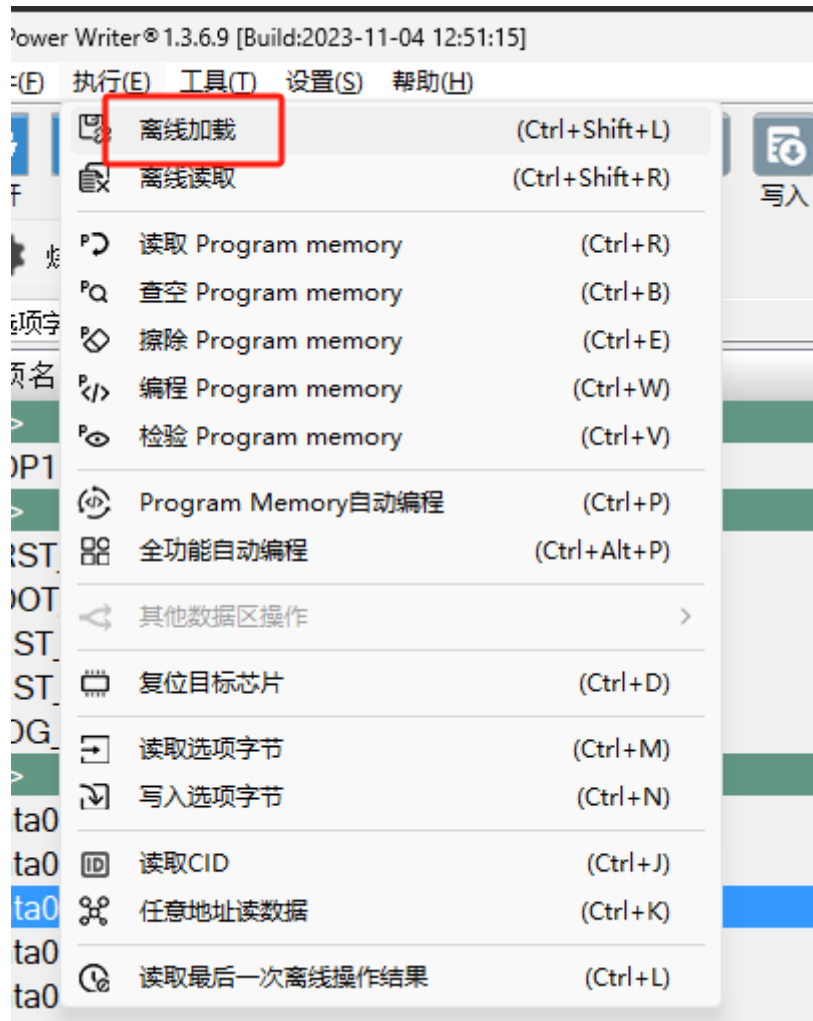 Power Writer® 1.3.6.9 [Build:2023-11-04 12:51:15]
(F) 执行(E) 工具(T) 设置(S) 帮助(H)
离线加载 (Ctrl+Shift+L)
离线读取 (Ctrl+Shift+R)
写入
读取 Program memory (Ctrl+R)
查空 Program memory (Ctrl+B)
擦除 Program memory (Ctrl+E)
编程 Program memory (Ctrl+W)
检验 Program memory (Ctrl+V)
Program Memory自动编程 (Ctrl+P)
全功能自动编程 (Ctrl+Alt+P)
其他数据区操作 >
复位目标芯片 (Ctrl+D)
读取选项字节 (Ctrl+M)
写入选项字节 (Ctrl+N)
读取CID (Ctrl+J)
任意地址读数据 (Ctrl+K)
读取最后一次离线操作结果 (Ctrl+L)